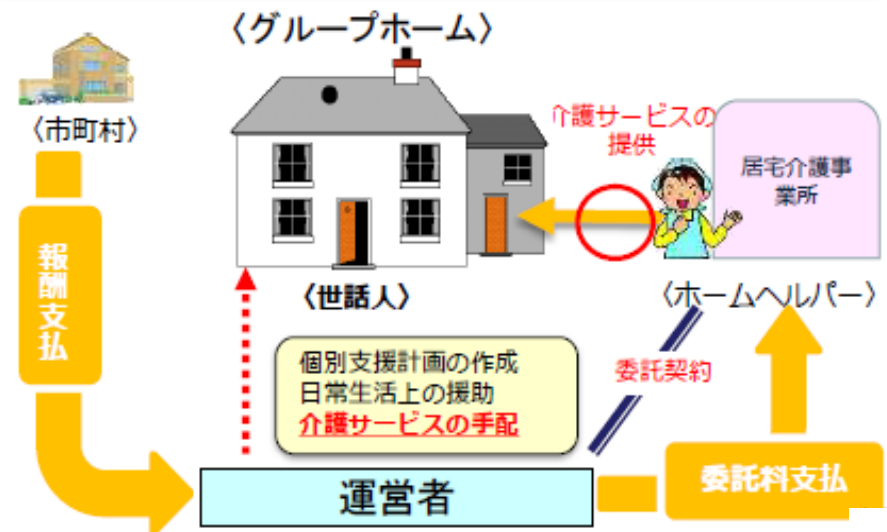 〈グループホーム〉
〈市町村〉
介護サービスの
提供
居宅介護事
業所
報酬支払
〈世話人〉
〈ホームヘルパー〉
個別支援計画の作成
日常生活上の援助
介護サービスの手配
委託契約
運営者
委託料支払